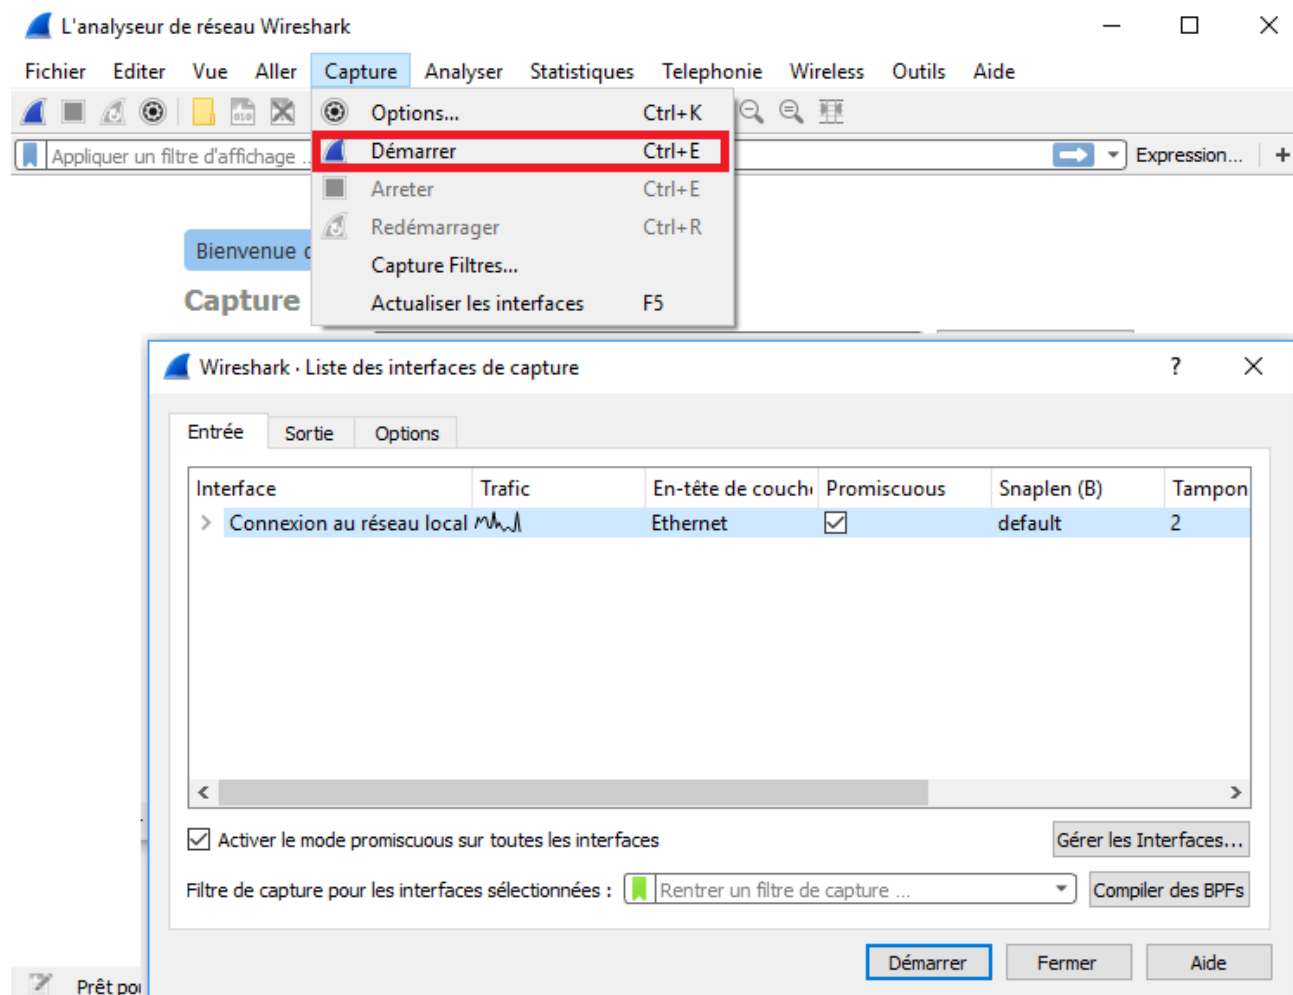 L'analyseur de réseau Wireshark
Fichier Editer Vue Aller Capture Analyser Statistiques Telephonie Wireless Outils Aide
Options... Ctrl+K
Appliquer un filtre d'affichage ... Expression... +
Démarrer Ctrl+E
Arreter Ctrl+E
Redémarrager Ctrl+R
Bienvenue
Capture Filtres...
Capture
Actualiser les interfaces F5
Wireshark · Liste des interfaces de capture ?
Entrée Sortie Options
Interface Trafic En-tête de Promiscuous Snaplen (B) Tampon
Connexion au réseau local Ethernet default 2
Activer le mode promiscuous sur toutes les interfaces Gérer les Interfaces...
Filtre de capture pour les interfaces sélectionnées : Rentrer un filtre de capture ... Compiler des BPFs
Démarrer Fermer Aide
Prêt